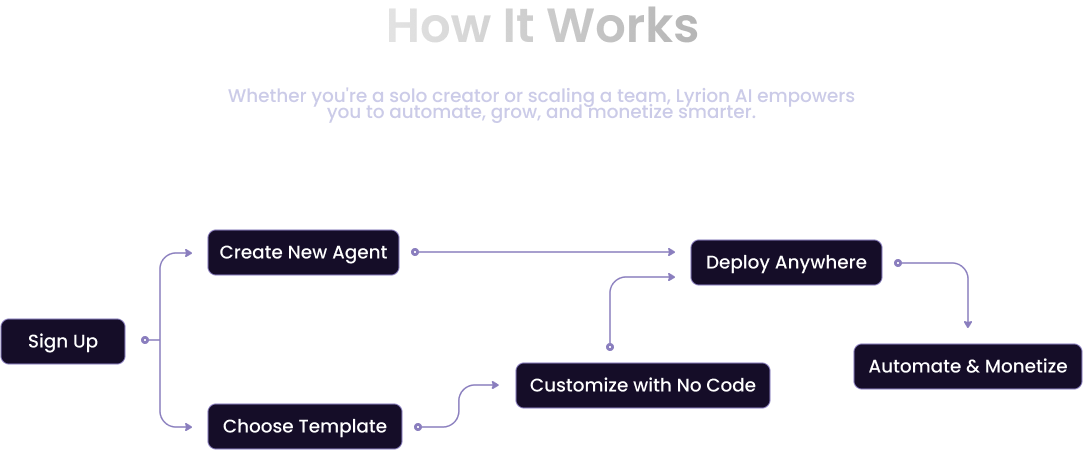 How It Works
Whether you're a solo creator or scaling a team, Lyrion AI empowers
you to automate, grow, and monetize smarter.
Create New Agent
Deploy Anywhere
Sign Up
Automate & Monetize
Customize with No Code
Choose Template